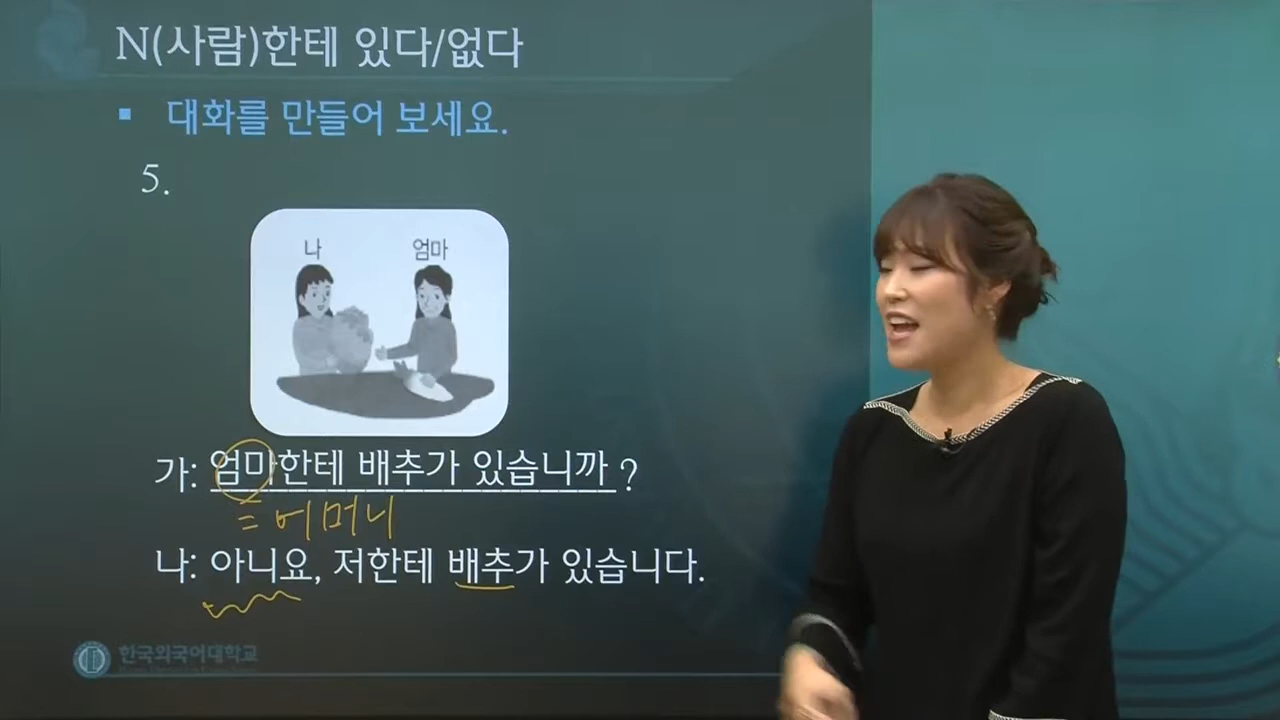 N(사람)한테 있다/없다
▪ 대화를 만들어 보세요.
5.
나 엄마
가: 엄마한테 배추가 있습니까?
= 어머니
나: 아니요, 저한테 배추가 있습니다.
한국외국어대학교